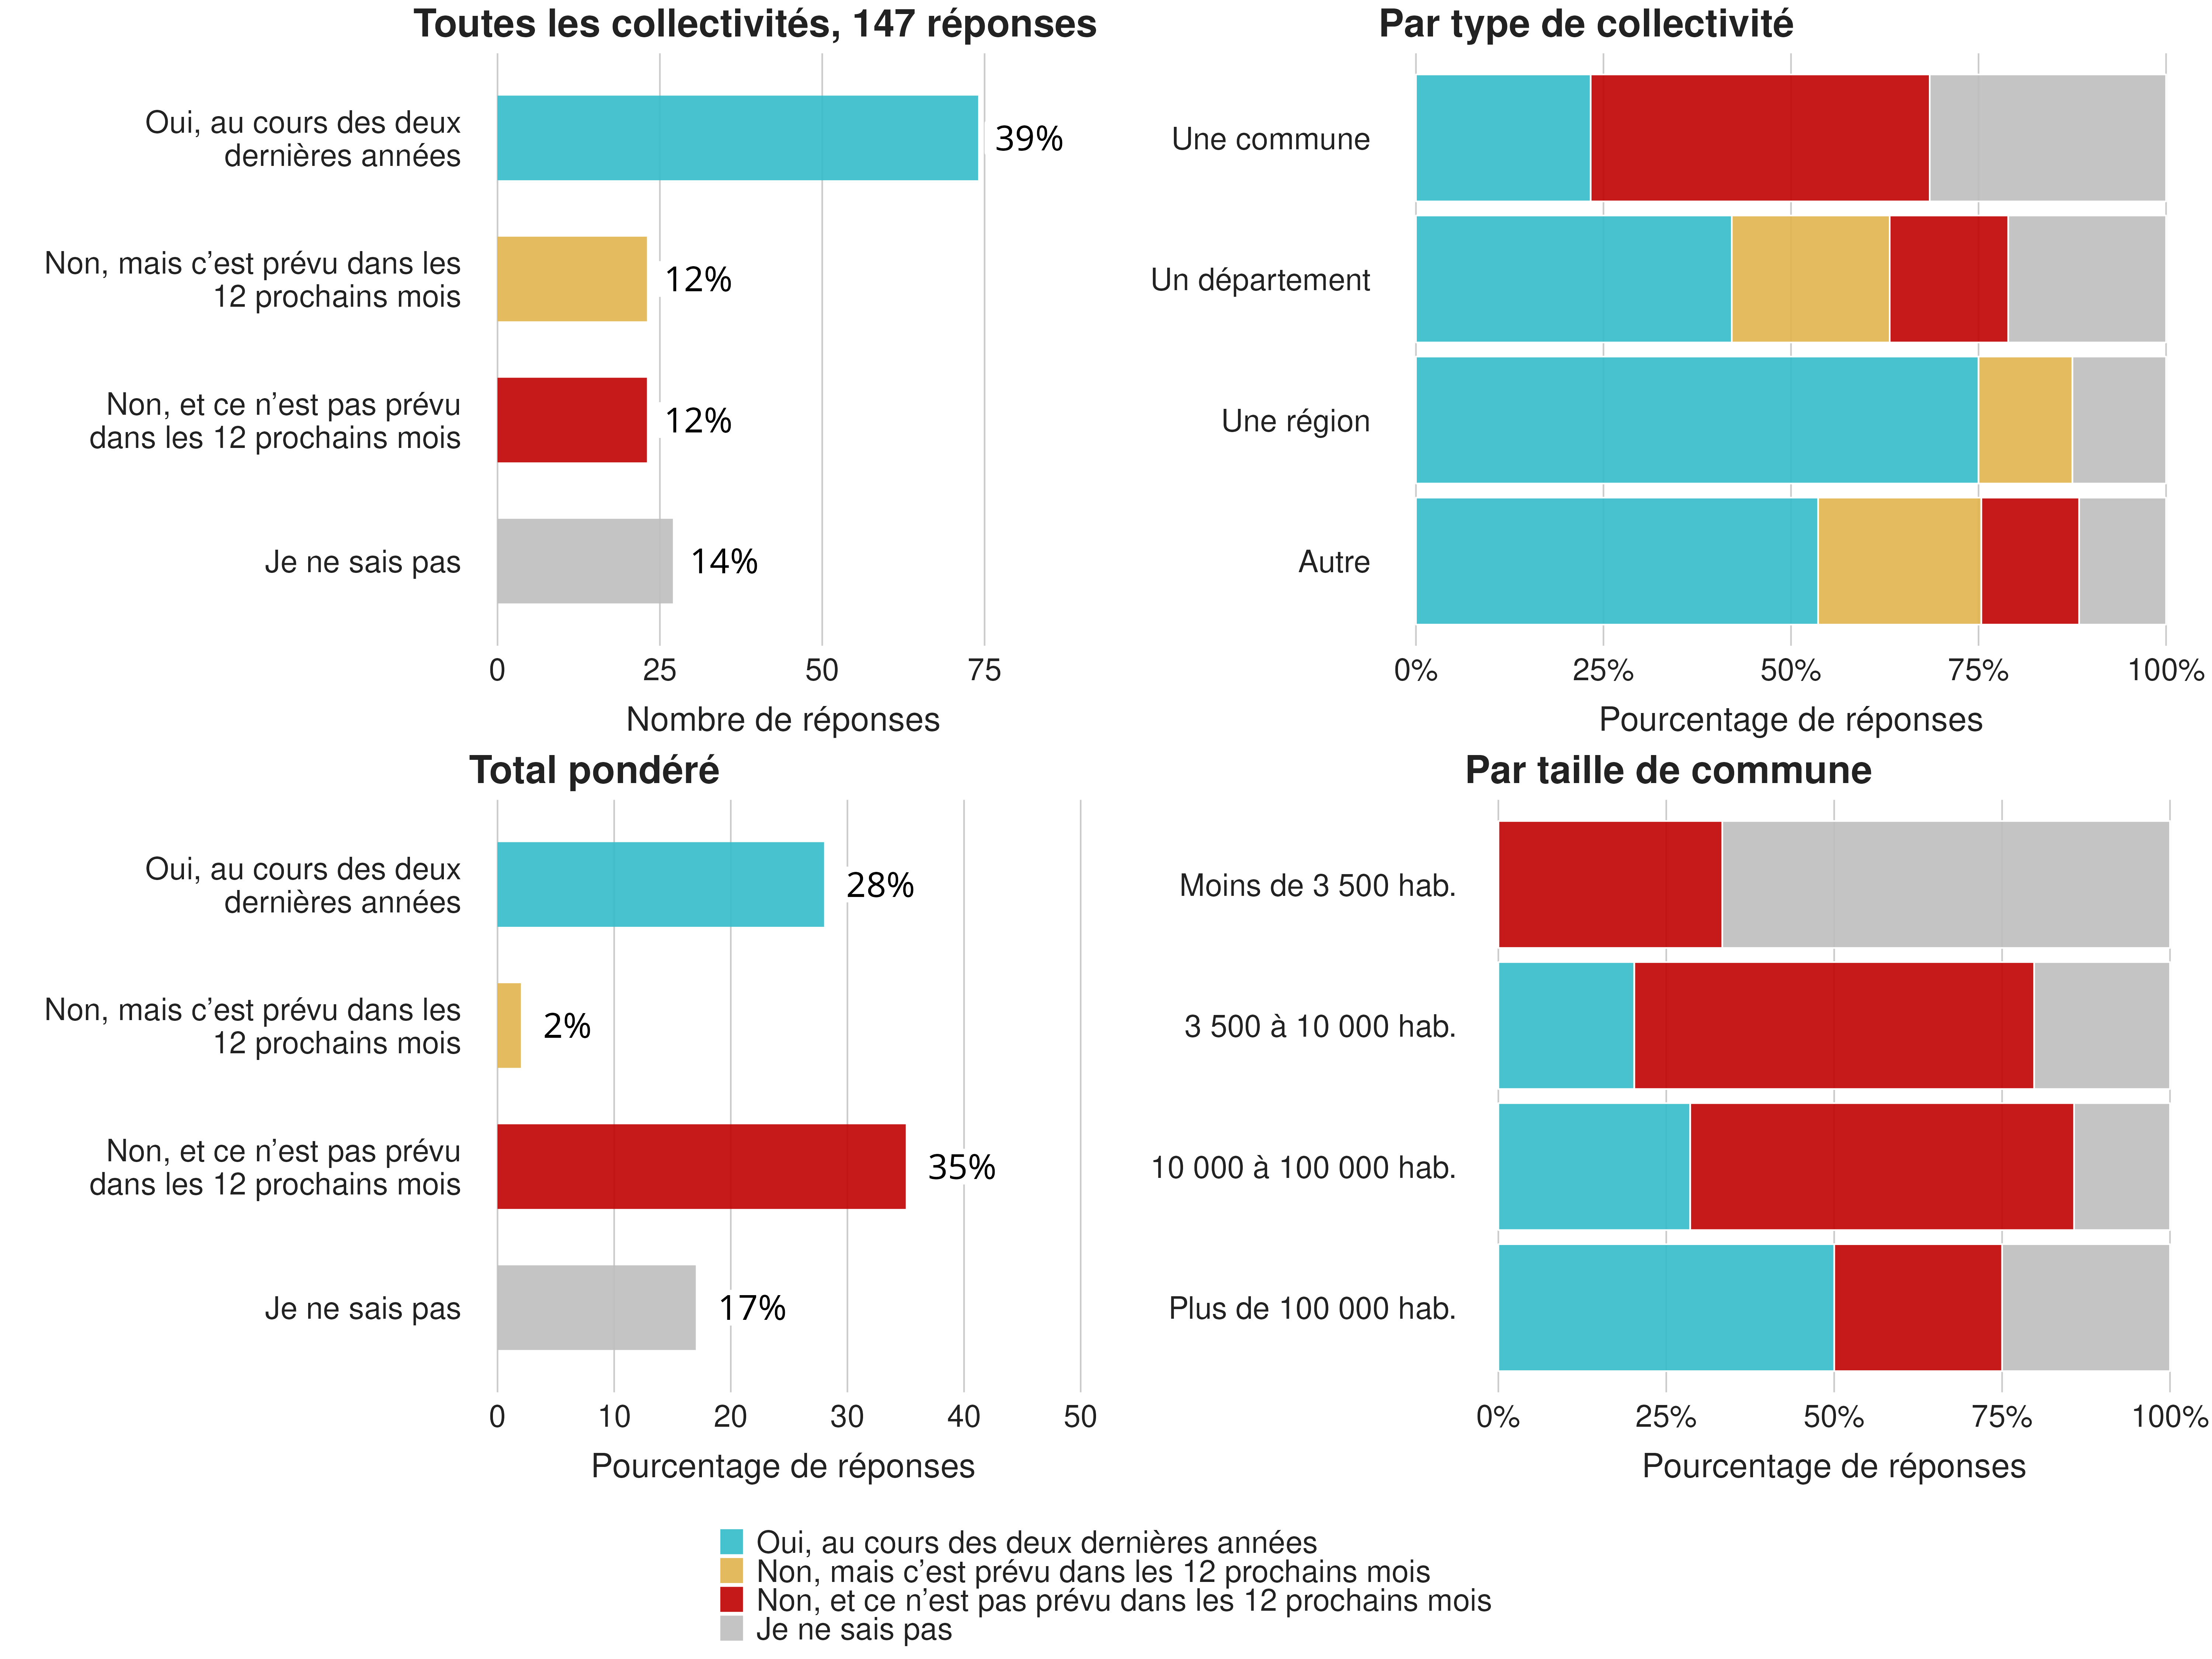 Toutes les collectivités, 147 réponses
Oui, au cours des deux
dernières années
39%
Non, mais c’est prévu dans les
12 prochains mois
12%
Non, et ce n’est pas prévu
dans les 12 prochains mois
12%
Je ne sais pas
14%
0 25 50 75
Nombre de réponses
Par type de collectivité
Une commune
Un département
Une région
Autre
0% 25% 50% 75% 100%
Pourcentage de réponses
Total pondéré
Oui, au cours des deux
dernières années
28%
Non, mais c’est prévu dans les
12 prochains mois
2%
Non, et ce n’est pas prévu
dans les 12 prochains mois
35%
Je ne sais pas
17%
0 10 20 30 40 50
Pourcentage de réponses
Par taille de commune
Moins de 3 500 hab.
3 500 à 10 000 hab.
10 000 à 100 000 hab.
Plus de 100 000 hab.
0% 25% 50% 75% 100%
Pourcentage de réponses
Oui, au cours des deux dernières années
Non, mais c’est prévu dans les 12 prochains mois
Non, et ce n’est pas prévu dans les 12 prochains mois
Je ne sais pas